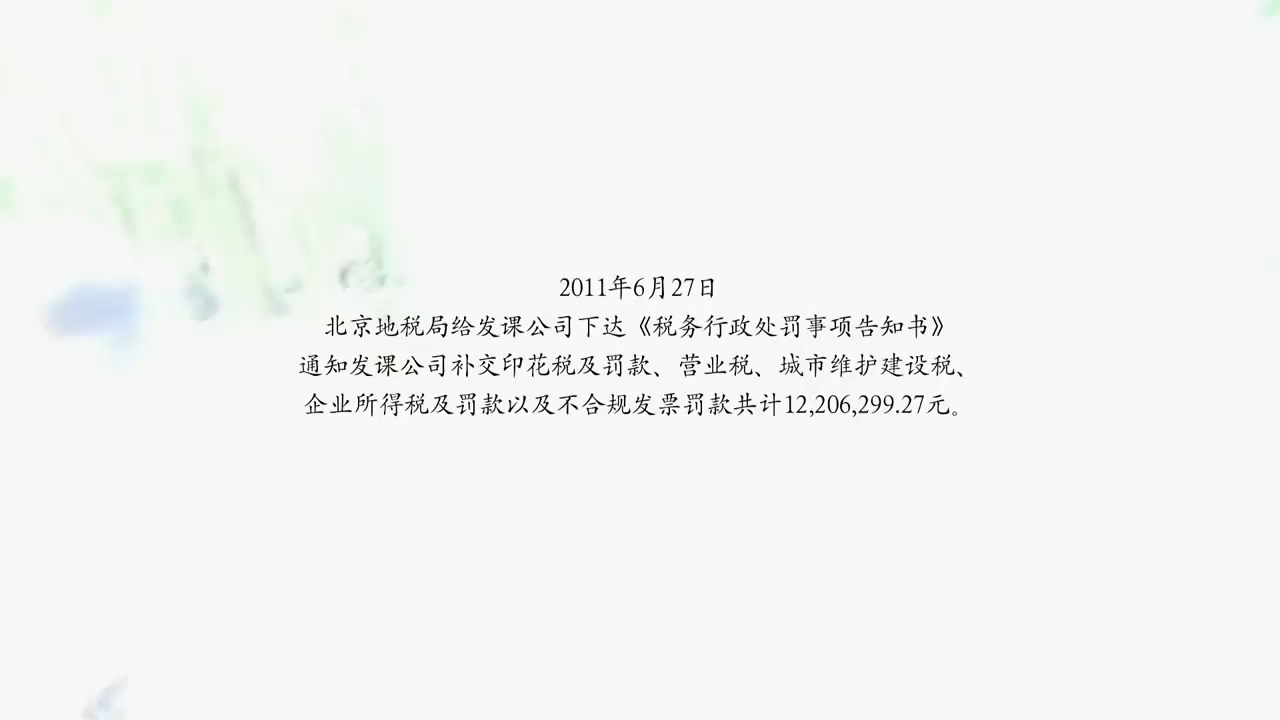 2011年6月27日
北京地税局给发课公司下达《税务行政处罚事项告知书》
通知发课公司补交印花税及罚款、营业税、城市维护建设税、
企业所得税及罚款以及不合规发票罚款共计12,206,299.27元。